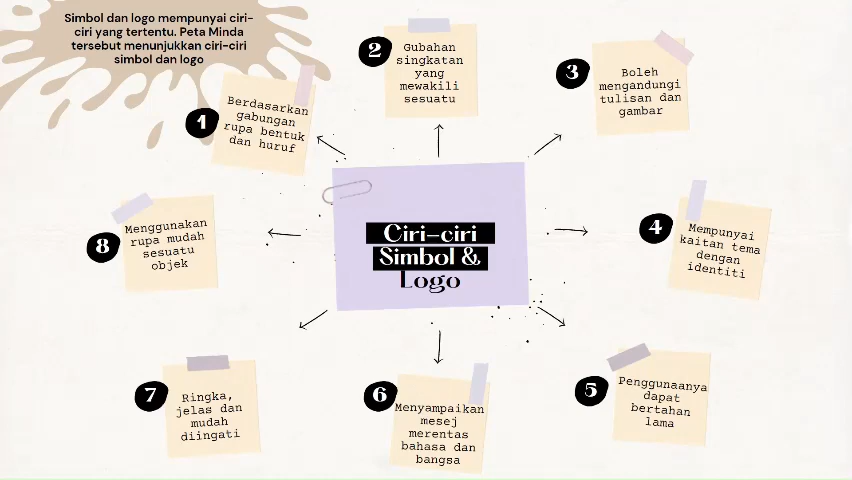 Simbol dan logo mempunyai ciri-
ciri yang tertentu. Peta Minda
tersebut menunjukkan ciri-ciri
simbol dan logo
1
Berdasarkan
gabungan
rupa bentuk
dan huruf
2
Gubahan
singkatan
yang
mewakili
sesuatu
3
Boleh
mengandungi
tulisan dan
gambar
Ciri-ciri
Simbol &
Logo
4
Mempunyai
kaitan tema
dengan
identiti
5
Penggunaanya
dapat
bertahan
lama
6
Menyampaikan
mesej
merentas
bahasa dan
bangsa
7
Ringka,
jelas dan
mudah
diingati
8
Menggunakan
rupa mudah
sesuatu
objek